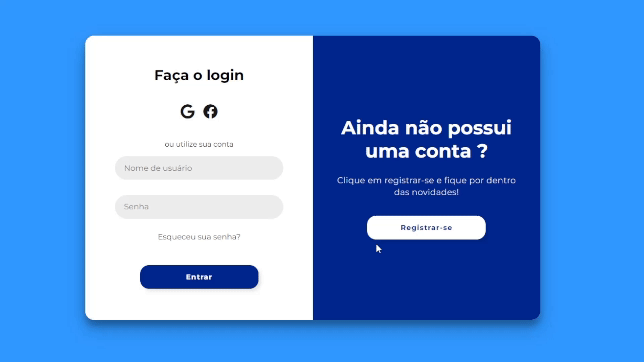 Faça o login
ou utilize sua conta
Nome de usuário
Senha
Esqueceu sua senha?
Entrar
Ainda não possui
uma conta ?
Clique em registrar-se e fique por dentro
das novidades!
Registrar-se